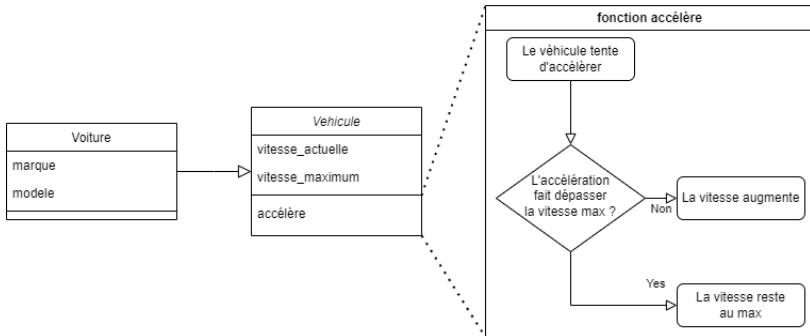 Voiture
marque
modele
Vehicule
vitesse_actuelle
vitesse_maximum
accélère
fonction accélère
Le véhicule tente
d'accélèrer
L'accélération
fait dépasser
la vitesse max ?
Non
La vitesse augmente
Yes
La vitesse reste
au max